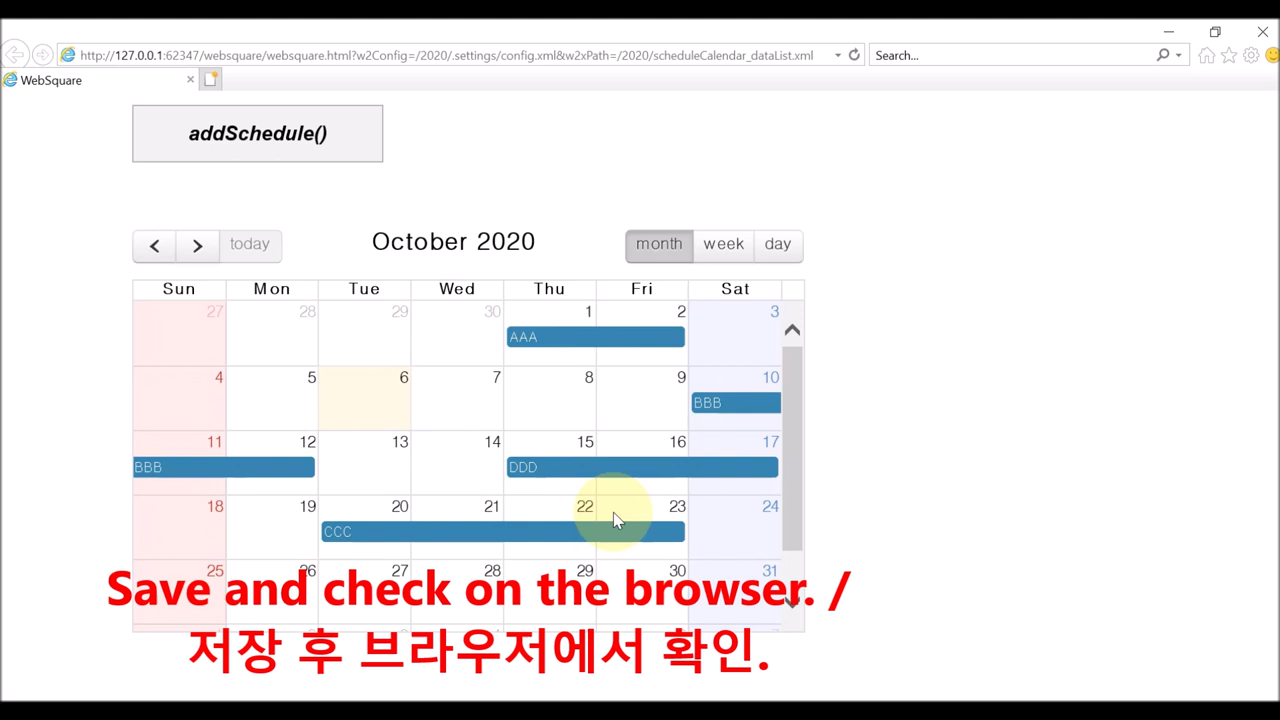 http://127.0.0.1:62347/websquare/websquare.html?w2Config=/2020/.settings/config.xml&w2xPath=/2020/scheduleCalendar_dataList.xml
Search...
WebSquare
addSchedule()
today
October 2020
month week day
Sun Mon Tue Wed Thu Fri Sat
27 28 29 30 1 2 3
AAA
4 5 6 7 8 9 10
BBB
11 12 13 14 15 16 17
BBB DDD
18 19 20 21 22 23 24
CCC
25 26 27 28 29 30 31
Save and check on the browser. /
저장 후 브라우저에서 확인.